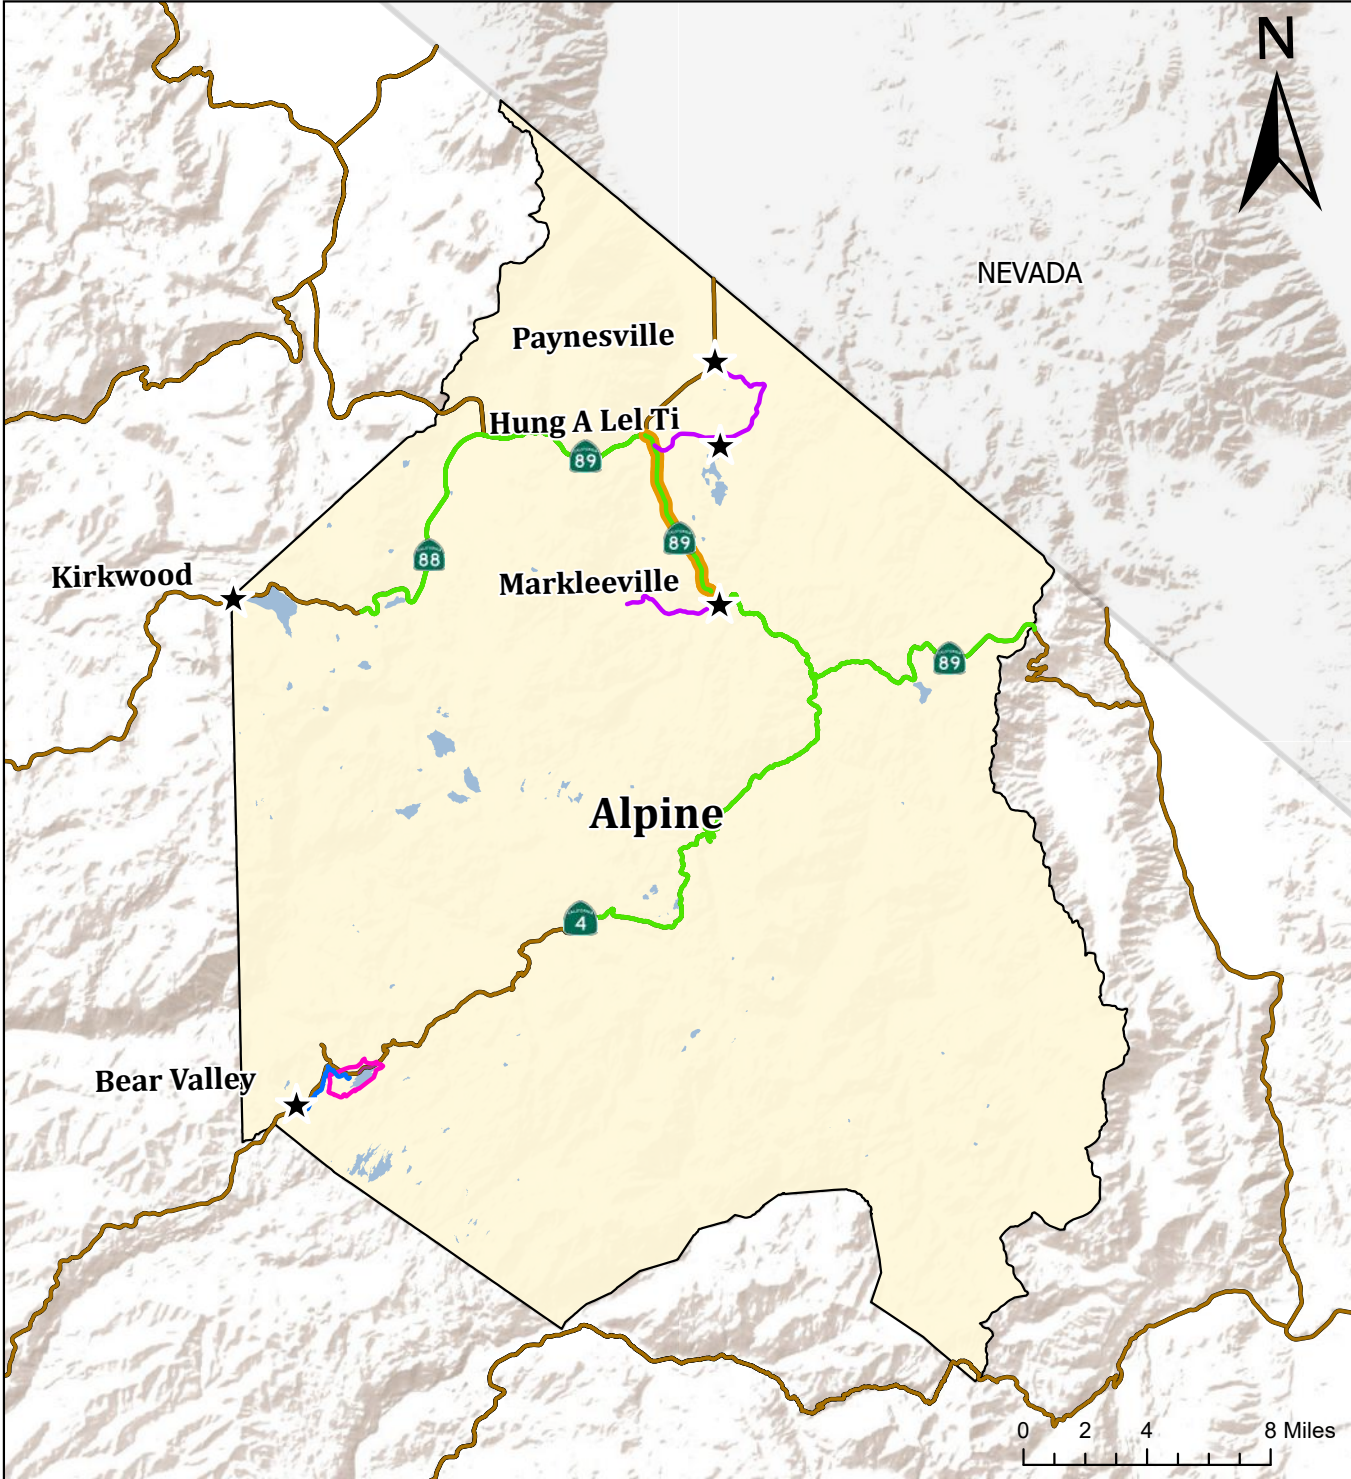 N
NEVADA
Paynesville
Hung A Lel Ti
89
89
88
Kirkwood
Markleeville
89
Alpine
4
Bear Valley
0 2 4 8 Miles